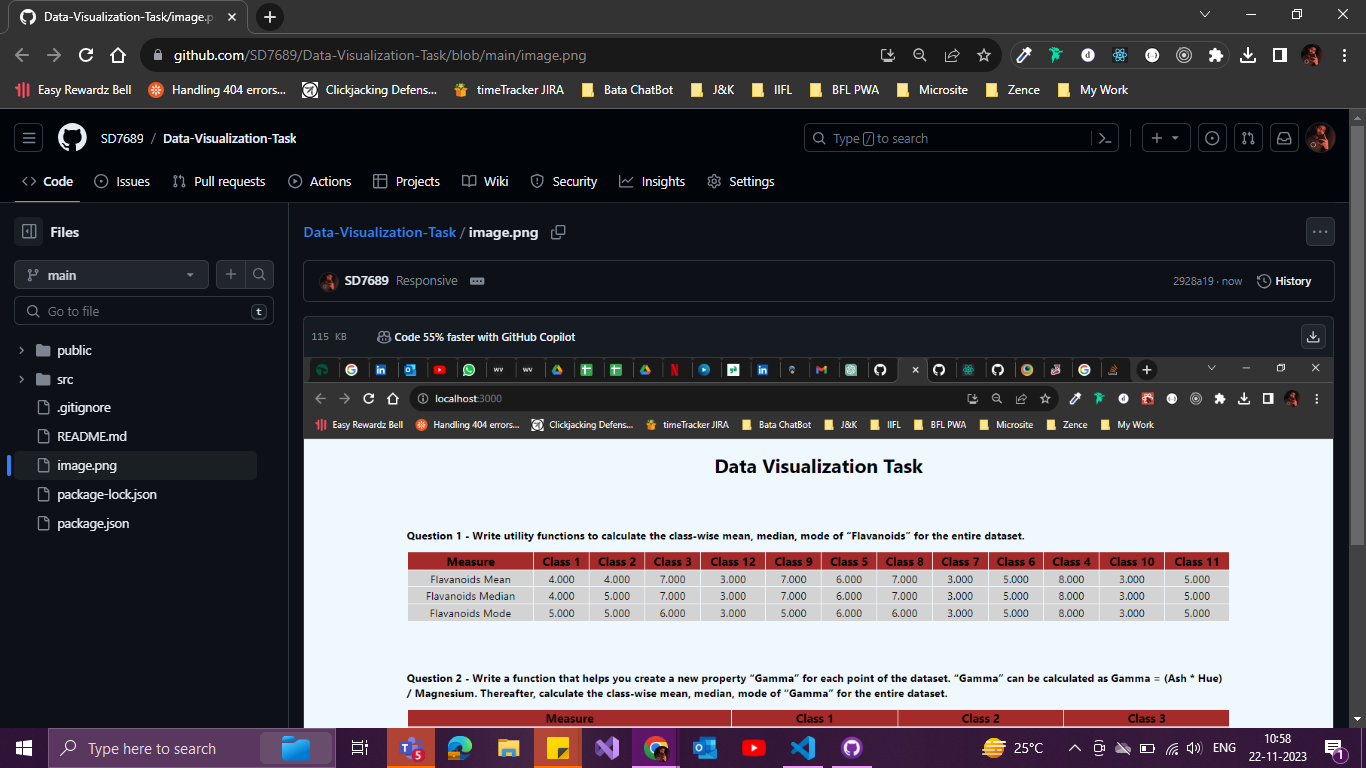 Data-Visualization-Task/image.p
github.com/SD7689/Data-Visualization-Task/blob/main/image.png
Easy Rewardz Bell Handling 404 errors... Clickjacking Defens... timeTracker JIRA Bata ChatBot J&K IIFL BFL PWA Microsite Zence My Work
SD7689 / Data-Visualization-Task
Type / to search
Code Issues Pull requests Actions Projects Wiki Security Insights Settings
Files
Data-Visualization-Task / image.png
main
SD7689 Responsive
2928a19 · now
History
Go to file
t
115 KB
Code 55% faster with GitHub Copilot
public
src
.gitignore
README.md
image.png
package-lock.json
package.json
localhost:3000
Easy Rewardz Bell Handling 404 errors... Clickjacking Defens... timeTracker JIRA Bata ChatBot J&K IIFL BFL PWA Microsite Zence My Work
Data Visualization Task
Question 1 - Write utility functions to calculate the class-wise mean, median, mode of “Flavanoids” for the entire dataset.
Measure Class 1 Class 2 Class 3 Class 12 Class 9 Class 5 Class 8 Class 7 Class 6 Class 4 Class 10 Class 11
Flavanoids Mean 4.000 4.000 7.000 3.000 7.000 6.000 7.000 3.000 5.000 8.000 3.000 5.000
Flavanoids Median 4.000 5.000 7.000 3.000 7.000 6.000 7.000 3.000 5.000 8.000 3.000 5.000
Flavanoids Mode 5.000 5.000 6.000 3.000 5.000 6.000 6.000 3.000 5.000 8.000 3.000 5.000
Question 2 - Write a function that helps you create a new property “Gamma” for each point of the dataset. “Gamma” can be calculated as Gamma = (Ash * Hue)
/ Magnesium. Thereafter, calculate the class-wise mean, median, mode of “Gamma” for the entire dataset.
Measure Class 1 Class 2 Class 3
Type here to search
5
25°C
ENG
10:58
22-11-2023
1